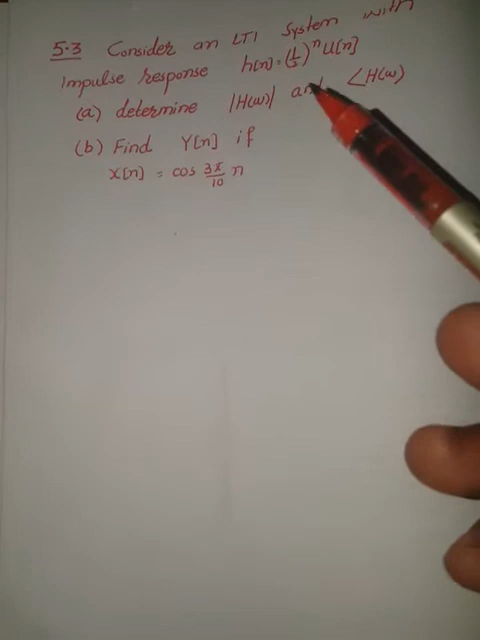 5.3 Consider an LTI System with
Impulse response h(n) = (1/2)^n U[n]
(a) determine |H(ω)| and ∠H(ω)
(b) Find Y[n] if
x[n] = cos 3π/10 n